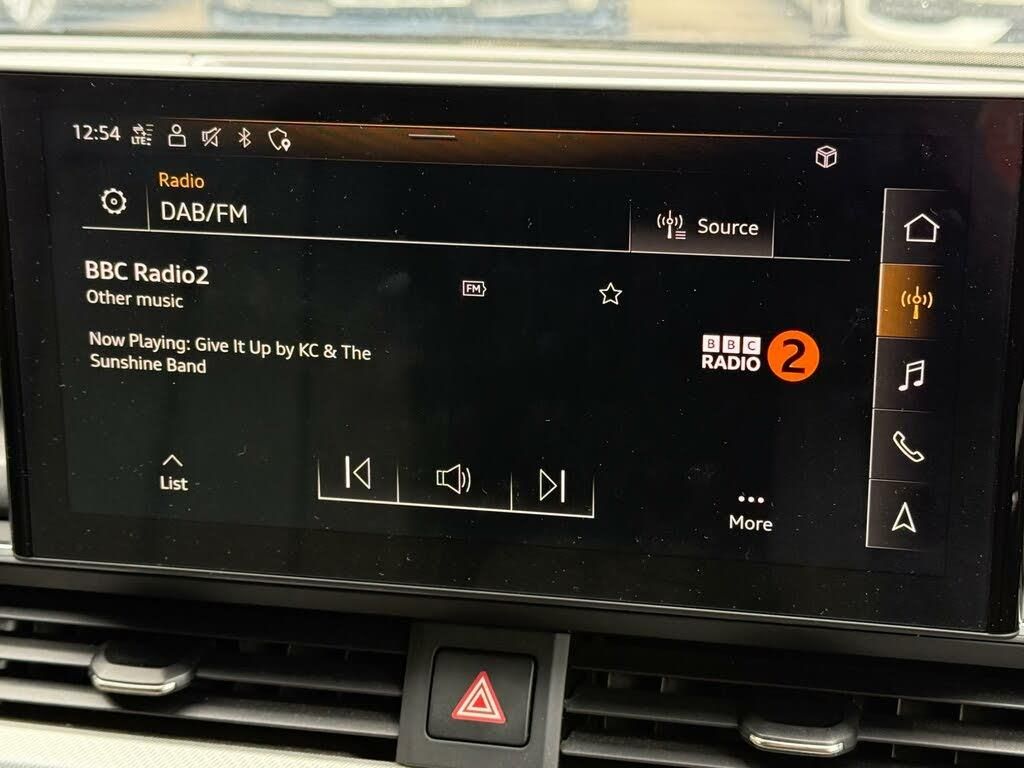 12:54
LTE
Radio
DAB/FM
Source
BBC Radio2
Other music
FM
Now Playing: Give It Up by KC & The
Sunshine Band
BBC
RADIO 2
List
More